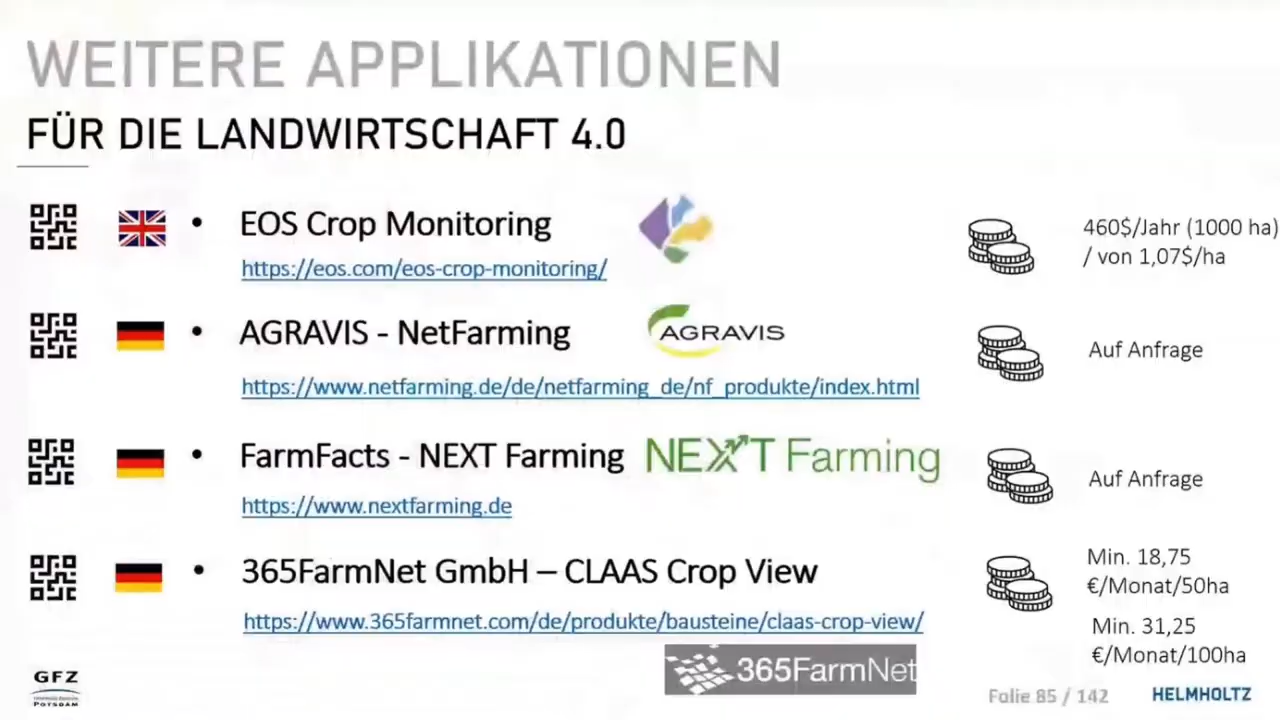 WEITERE APPLIKATIONEN
FÜR DIE LANDWIRTSCHAFT 4.0
• EOS Crop Monitoring
https://eos.com/eos-crop-monitoring/
460$/Jahr (1000 ha)
/ von 1,07$/ha
• AGRAVIS - NetFarming
AGRAVIS
https://www.netfarming.de/de/netfarming_de/nf_produkte/index.html
Auf Anfrage
• FarmFacts - NEXT Farming
NEXT Farming
https://www.nextfarming.de
Auf Anfrage
• 365FarmNet GmbH – CLAAS Crop View
https://www.365farmnet.com/de/produkte/bausteine/claas-crop-view/
Min. 18,75
€/Monat/50ha
Min. 31,25
€/Monat/100ha
365FarmNet
GFZ
POTSDAM
Folie 85 / 142
HELMHOLTZ